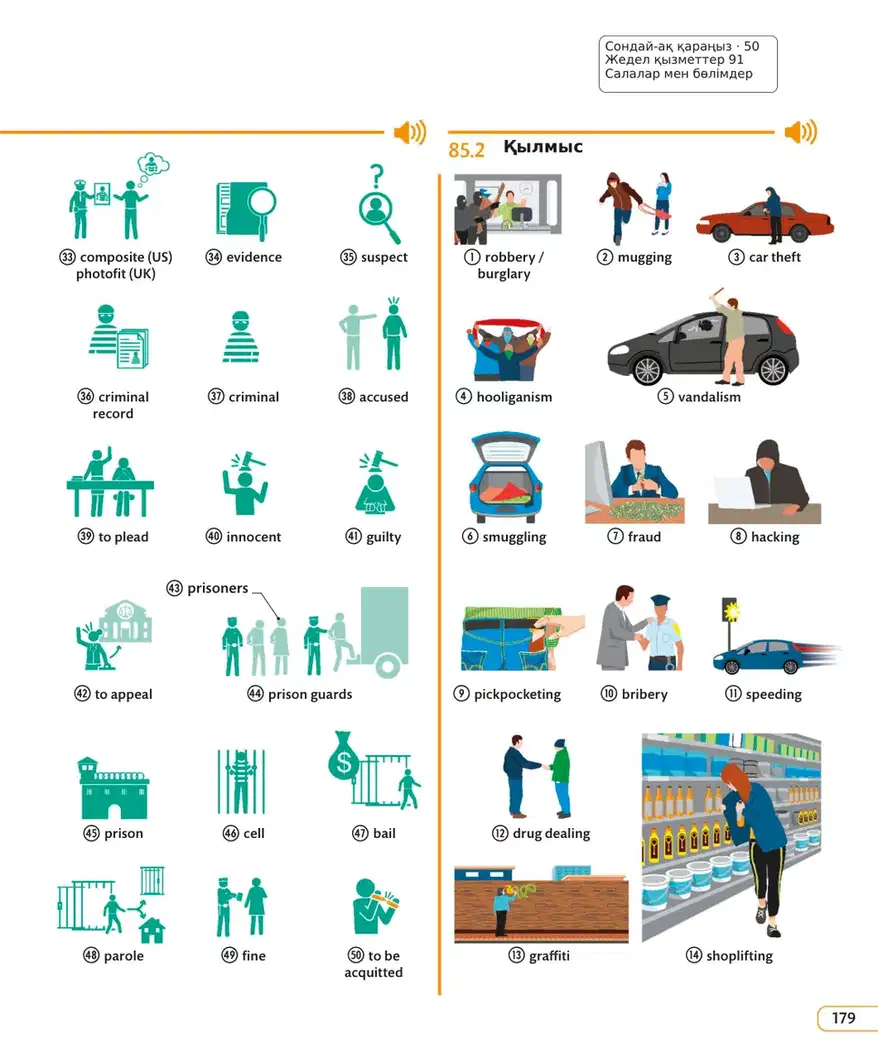 Сондай-ақ қараңыз · 50
Жедел қызметтер 91
Салалар мен бөлімдер
33 composite (US)
photofit (UK)
34 evidence
35 suspect
36 criminal
record
37 criminal
38 accused
39 to plead
40 innocent
41 guilty
43 prisoners
42 to appeal
44 prison guards
45 prison
46 cell
$
47 bail
48 parole
49 fine
50 to be
acquitted
?
85.2 Қылмыс
1 robbery /
burglary
2 mugging
3 car theft
4 hooliganism
5 vandalism
6 smuggling
7 fraud
8 hacking
9 pickpocketing
10 bribery
11 speeding
12 drug dealing
13 graffiti
14 shoplifting
179